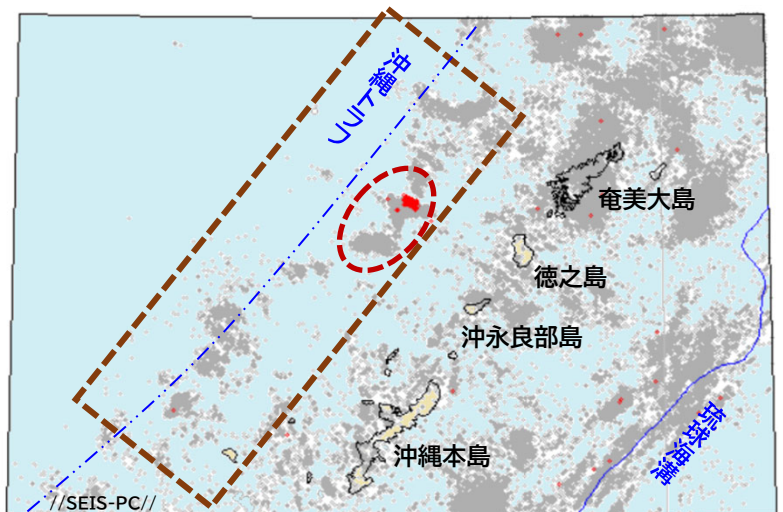 沖縄トラフ
奄美大島
徳之島
沖永良部島
沖縄本島
琉球海溝
//SEIS-PC//